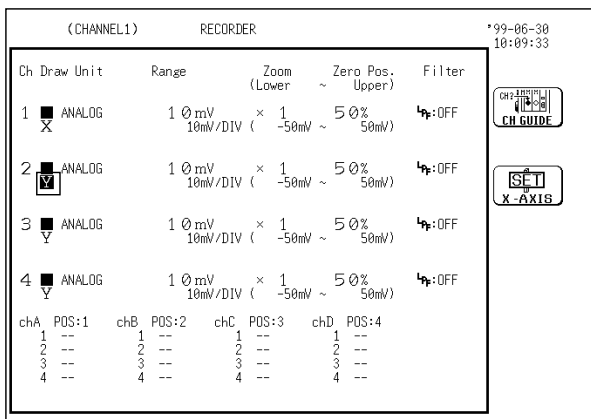 (CHANNEL1) RECORDER '99-06-30
10:09:33
Ch Draw Unit Range Zoom Zero Pos. Filter
(Lower ~ Upper)
1 ANALOG 10mV × 1 50% LPF:OFF
X 10mV/DIV ( -50mV ~ 50mV)
2 ANALOG 10mV × 1 50% LPF:OFF
Y 10mV/DIV ( -50mV ~ 50mV)
3 ANALOG 10mV × 1 50% LPF:OFF
Y 10mV/DIV ( -50mV ~ 50mV)
4 ANALOG 10mV × 1 50% LPF:OFF
Y 10mV/DIV ( -50mV ~ 50mV)
chA POS:1 chB POS:2 chC POS:3 chD POS:4
1 -- 1 -- 1 -- 1 --
2 -- 2 -- 2 -- 2 --
3 -- 3 -- 3 -- 3 --
4 -- 4 -- 4 -- 4 --
CH?
CH GUIDE
SET
X-AXIS